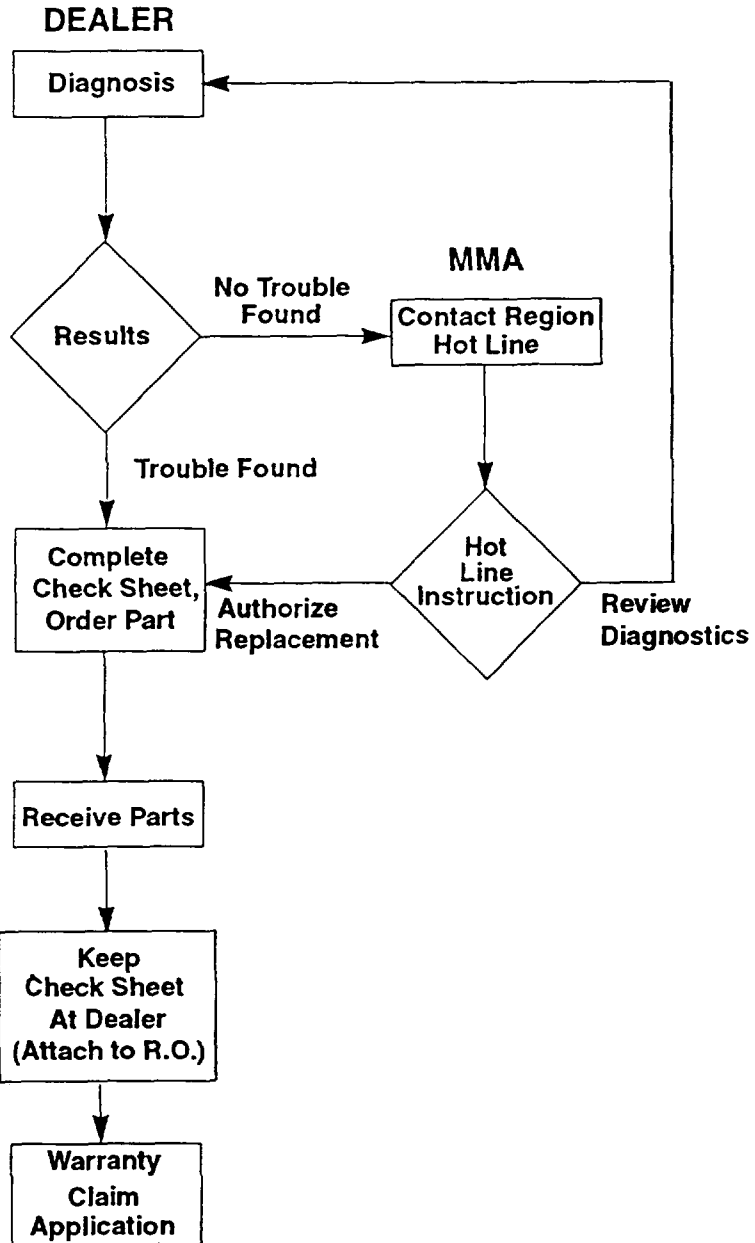 DEALER
Diagnosis
Results
No Trouble
Found
MMA
Contact Region
Hot Line
Trouble Found
Hot
Line
Instruction
Review
Diagnostics
Authorize
Replacement
Complete
Check Sheet,
Order Part
Receive Parts
Keep
Check Sheet
At Dealer
(Attach to R.O.)
Warranty
Claim
Application